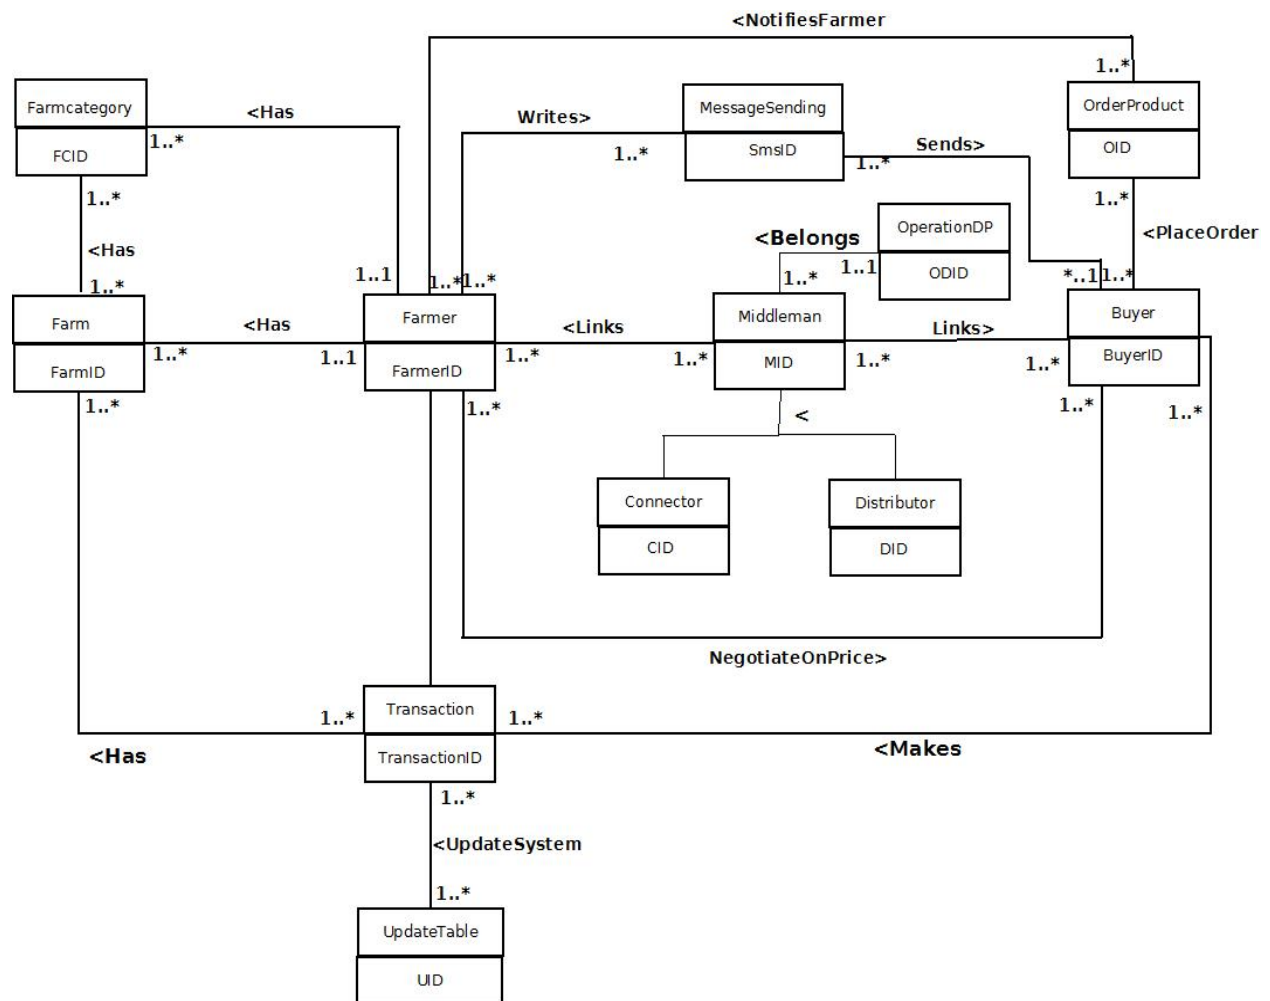 <NotifiesFarmer
1..*
Farmcategory
FCID
<Has
1..*
Writes>
MessageSending
SmsID
1..*
Sends>
1..*
OrderProduct
OID
1..*
1..*
<Has
<Belongs
OperationDP
ODID
<PlaceOrder
1..*
1..1
1..*
1..*
1..*
1..1
*..1
1..*
Farm
FarmID
<Has
1..*
1..1
Farmer
FarmerID
<Links
1..*
1..*
Middleman
MID
Links>
1..*
1..*
Buyer
BuyerID
1..*
1..*
1..*
1..*
<
Connector
CID
Distributor
DID
NegotiateOnPrice>
1..*
Transaction
TransactionID
1..*
<Has
<Makes
1..*
<UpdateSystem
1..*
UpdateTable
UID